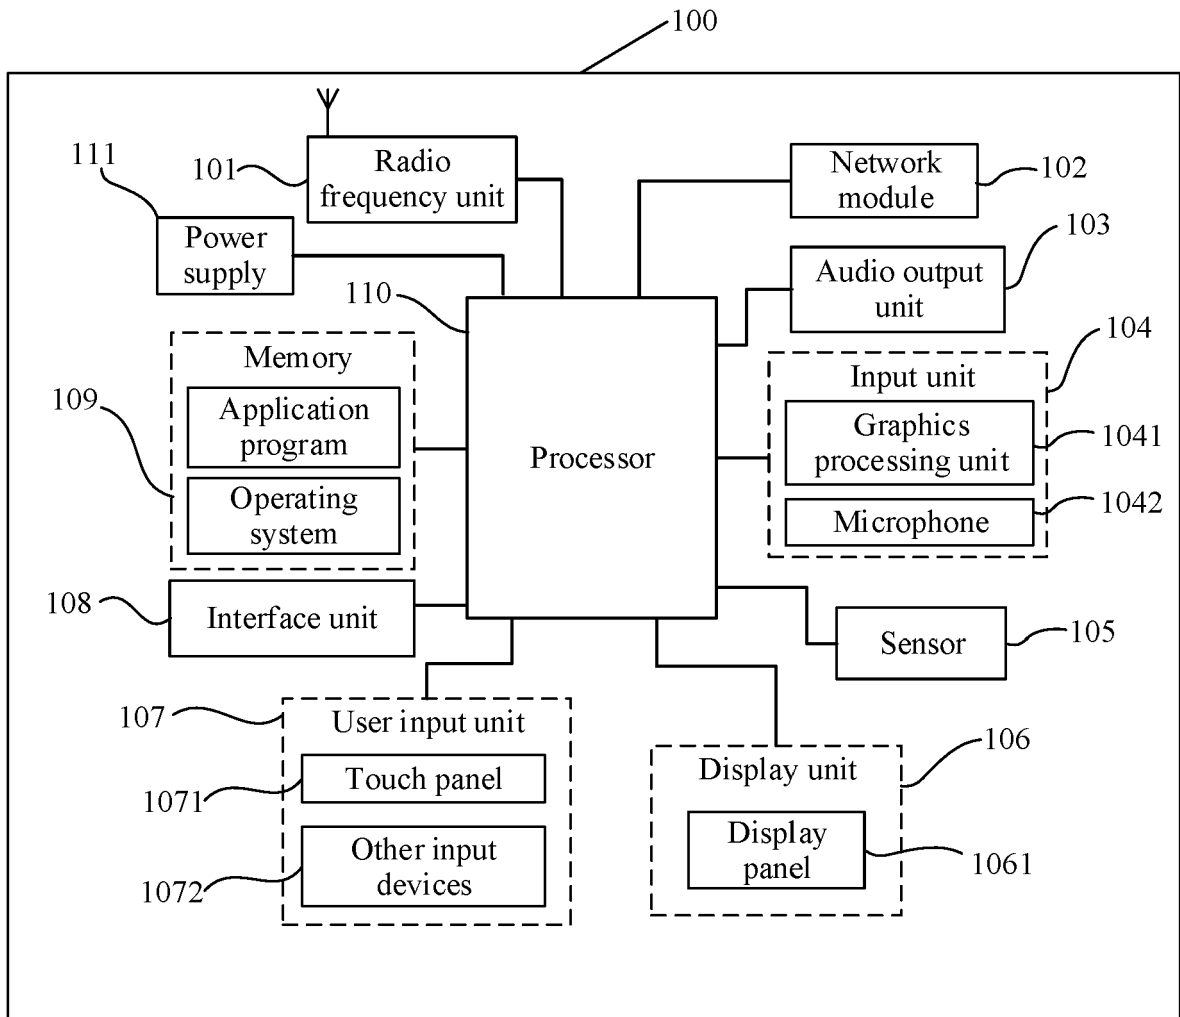 100
111
101
Radio
frequency unit
Network
module
102
Power
supply
110
Audio output
unit
103
Memory
Application
program
Operating
system
109
Processor
104
Input unit
Graphics
processing unit
1041
Microphone
1042
108
Interface unit
Sensor
105
107
User input unit
Touch panel
1071
Other input
devices
1072
106
Display unit
Display
panel
1061